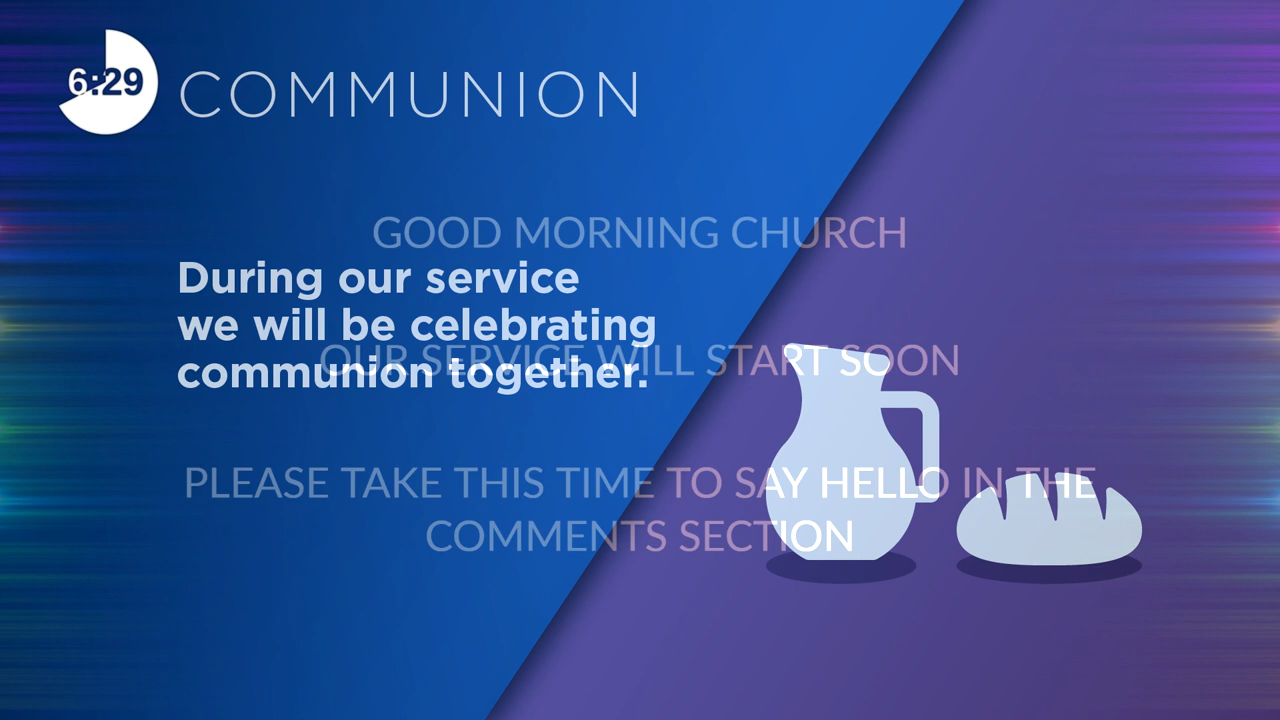 6:29
COMMUNION
GOOD MORNING CHURCH
During our service
we will be celebrating
OUR SERVICE WILL START SOON
communion together.
PLEASE TAKE THIS TIME TO SAY HELLO IN THE
COMMENTS SECTION